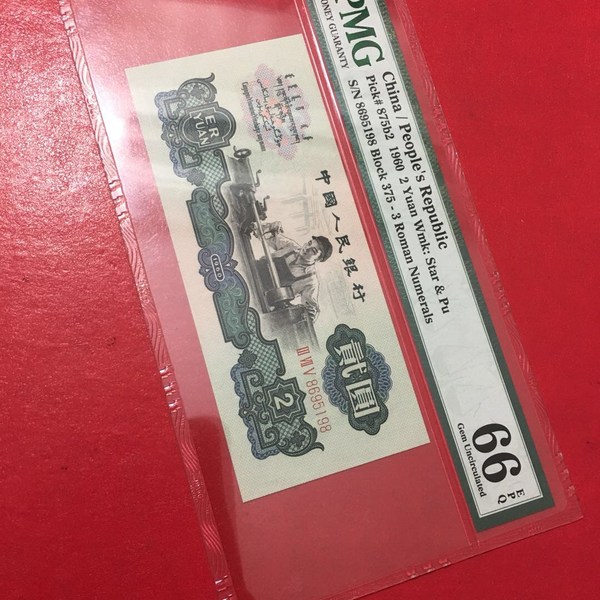 PMG
MONEY GUARANTY
China / People's Republic
Pick# 875b2 1960 2 Yuan Wmk: Star & Pu
S/N 8695198 Block 375 - 3 Roman Numerals
66 EPQ
Gem Uncirculated
中國人民銀行
ER
YUAN
1960
貳圓
III VII V 8695198
2